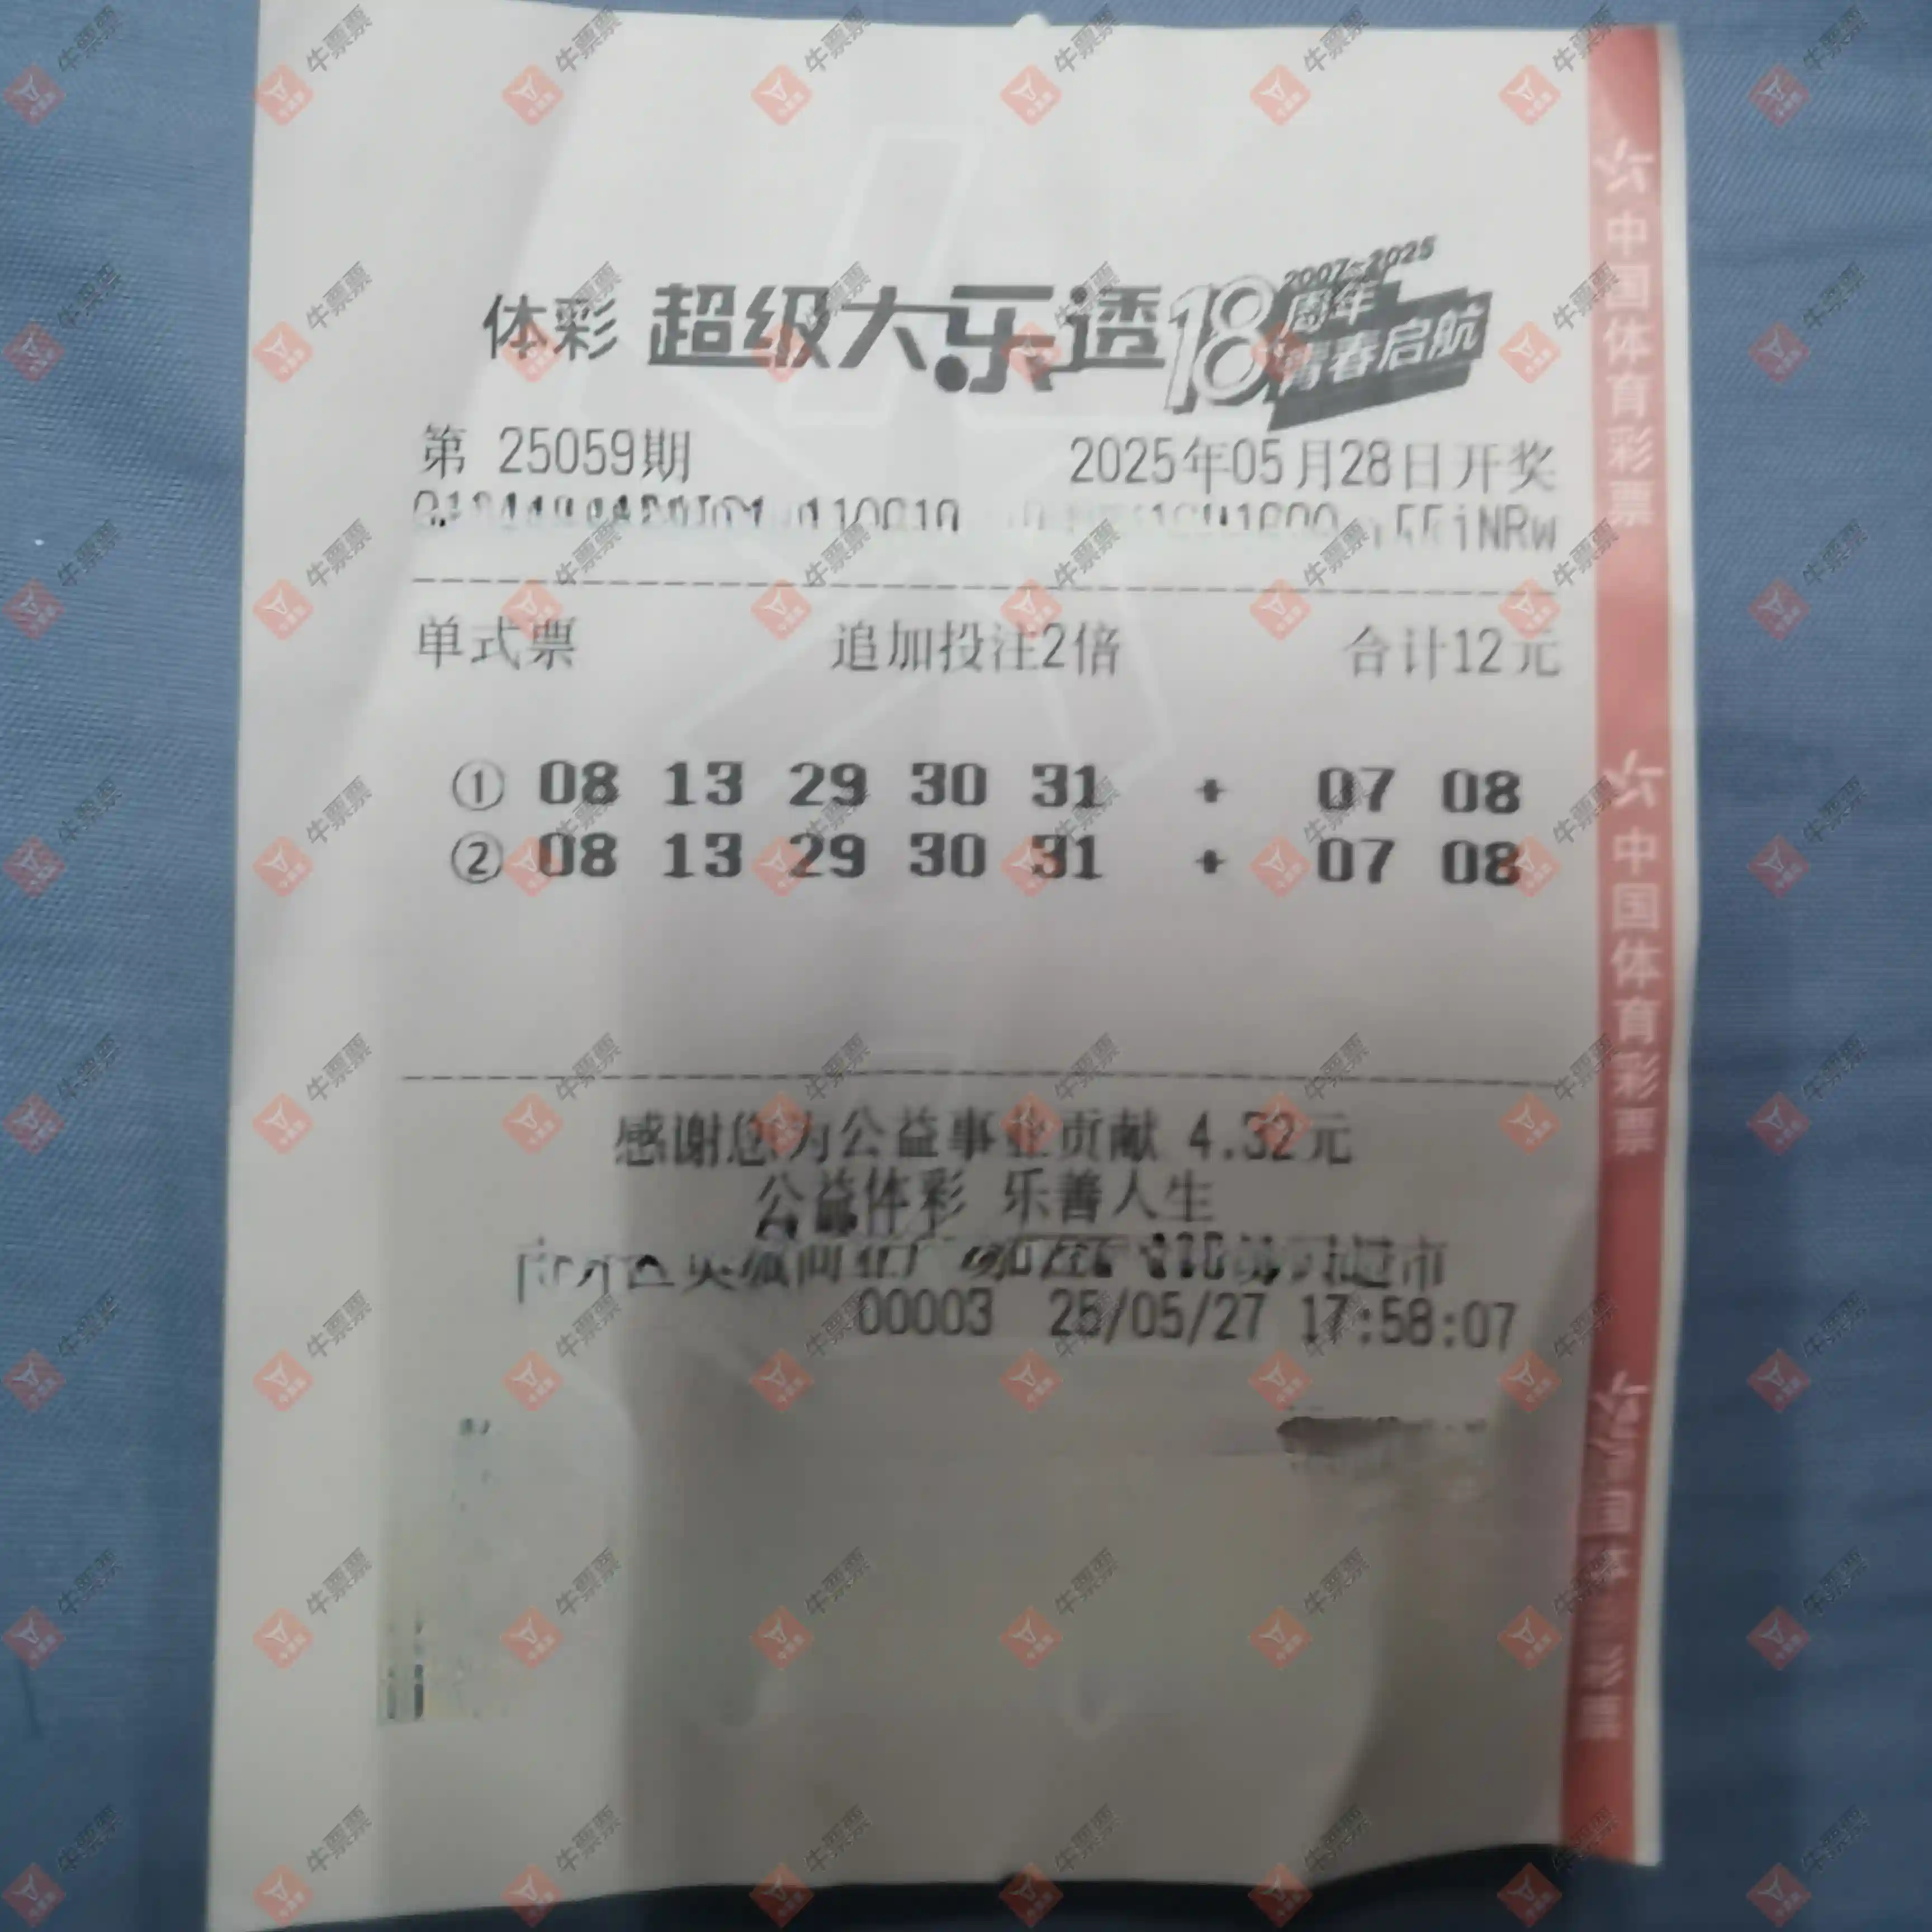 体彩 超级大乐透 18周年 2007-2025 青春启航
第 25059期 2025年05月28日开奖
单式票 追加投注2倍 合计12元
① 08 13 29 30 31 + 07 08
② 08 13 29 30 31 + 07 08
感谢您为公益事业贡献 4.32元
公益体彩 乐善人生
00003 25/05/27 17:58:07
中国体育彩票
中国体育彩票
牛票票